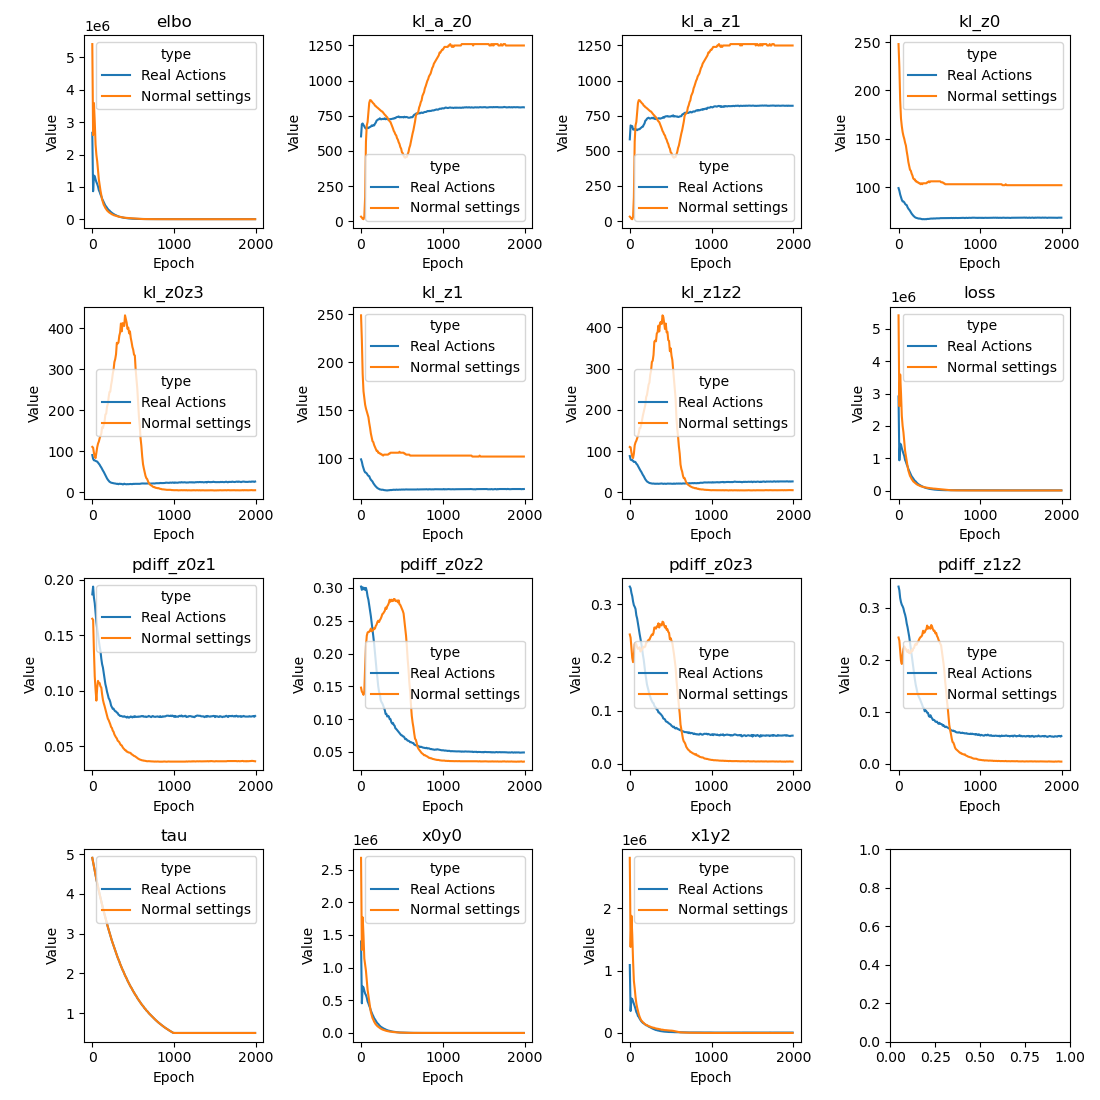 elbo
1e6
type
Real Actions
Normal settings
5
4
3
2
1
0
Value
0
1000
2000
Epoch
kl_a_z0
type
Real Actions
Normal settings
1250
1000
750
500
250
0
Value
0
1000
2000
Epoch
kl_a_z1
type
Real Actions
Normal settings
1250
1000
750
500
250
0
Value
0
1000
2000
Epoch
kl_z0
type
Real Actions
Normal settings
250
200
150
100
Value
0
1000
2000
Epoch
kl_z0z3
type
Real Actions
Normal settings
400
300
200
100
0
Value
0
1000
2000
Epoch
kl_z1
type
Real Actions
Normal settings
250
200
150
100
Value
0
1000
2000
Epoch
kl_z1z2
type
Real Actions
Normal settings
400
300
200
100
0
Value
0
1000
2000
Epoch
loss
1e6
type
Real Actions
Normal settings
5
4
3
2
1
0
Value
0
1000
2000
Epoch
pdiff_z0z1
type
Real Actions
Normal settings
0.20
0.15
0.10
0.05
Value
0
1000
2000
Epoch
pdiff_z0z2
type
Real Actions
Normal settings
0.30
0.25
0.20
0.15
0.10
0.05
Value
0
1000
2000
Epoch
pdiff_z0z3
type
Real Actions
Normal settings
0.3
0.2
0.1
0.0
Value
0
1000
2000
Epoch
pdiff_z1z2
type
Real Actions
Normal settings
0.3
0.2
0.1
0.0
Value
0
1000
2000
Epoch
tau
type
Real Actions
Normal settings
5
4
3
2
1
Value
0
1000
2000
Epoch
x0y0
1e6
type
Real Actions
Normal settings
2.5
2.0
1.5
1.0
0.5
0.0
Value
0
1000
2000
Epoch
x1y2
1e6
type
Real Actions
Normal settings
2
1
0
Value
0
1000
2000
Epoch
1.0
0.8
0.6
0.4
0.2
0.0
0.00
0.25
0.50
0.75
1.00